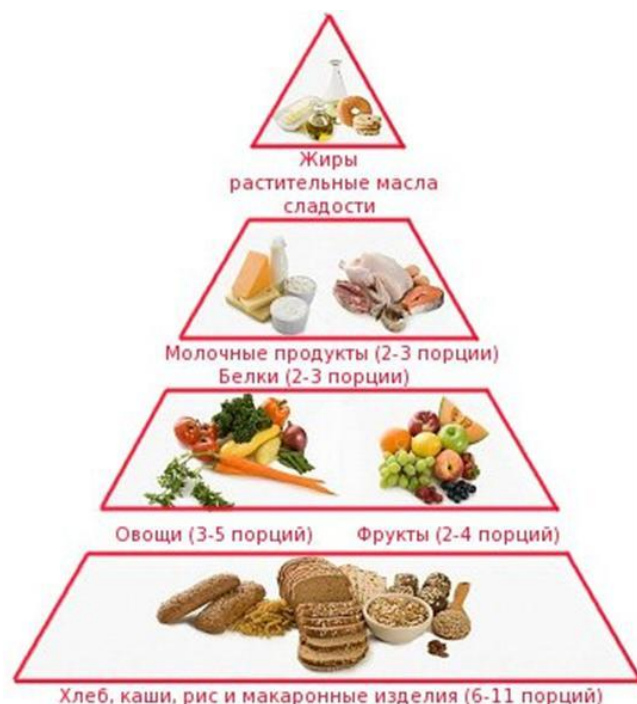 Жиры
растительные масла
сладости
Молочные продукты (2-3 порции)
Белки (2-3 порции)
Овощи (3-5 порций) Фрукты (2-4 порций)
Хлеб, каши, рис и макаронные изделия (6-11 порций)